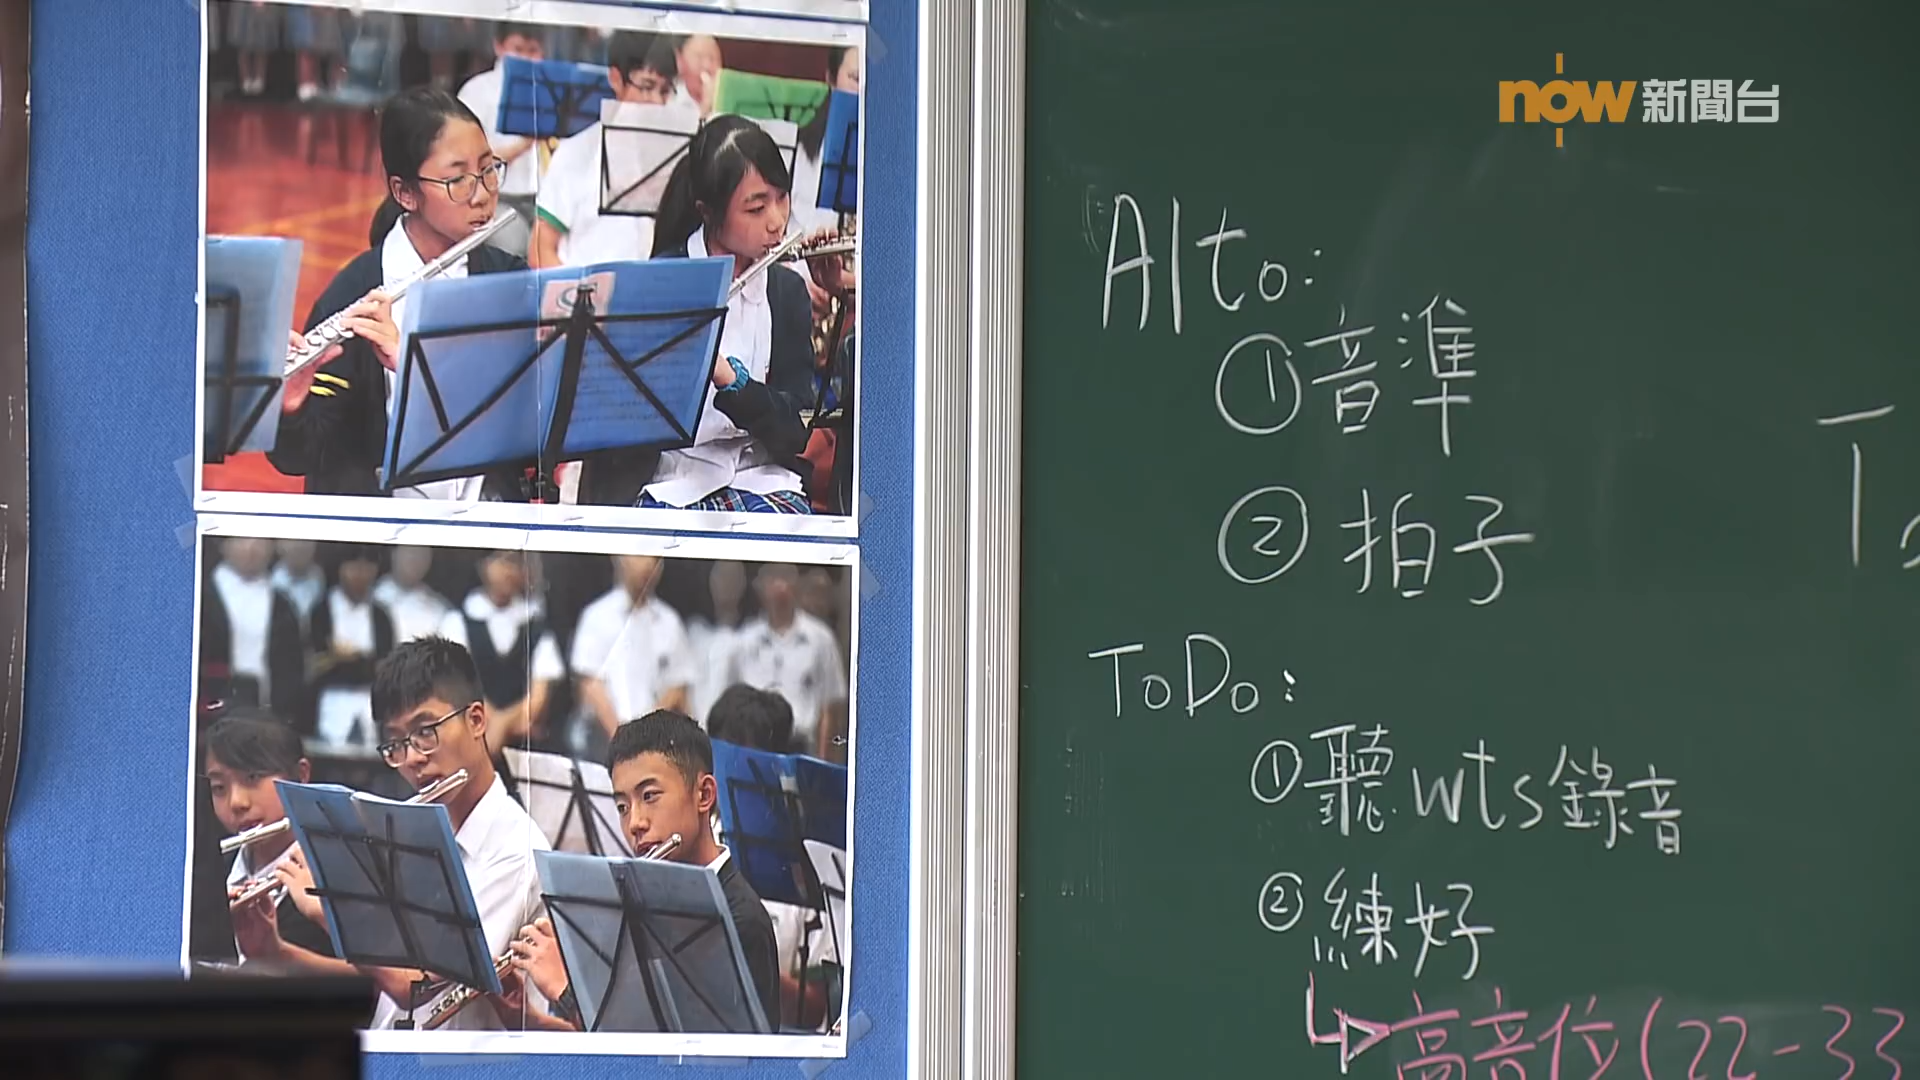 now新聞台
Alto:
①音準
②拍子
ToDo:
①聽wts錄音
②練好
↳高音位(22-33